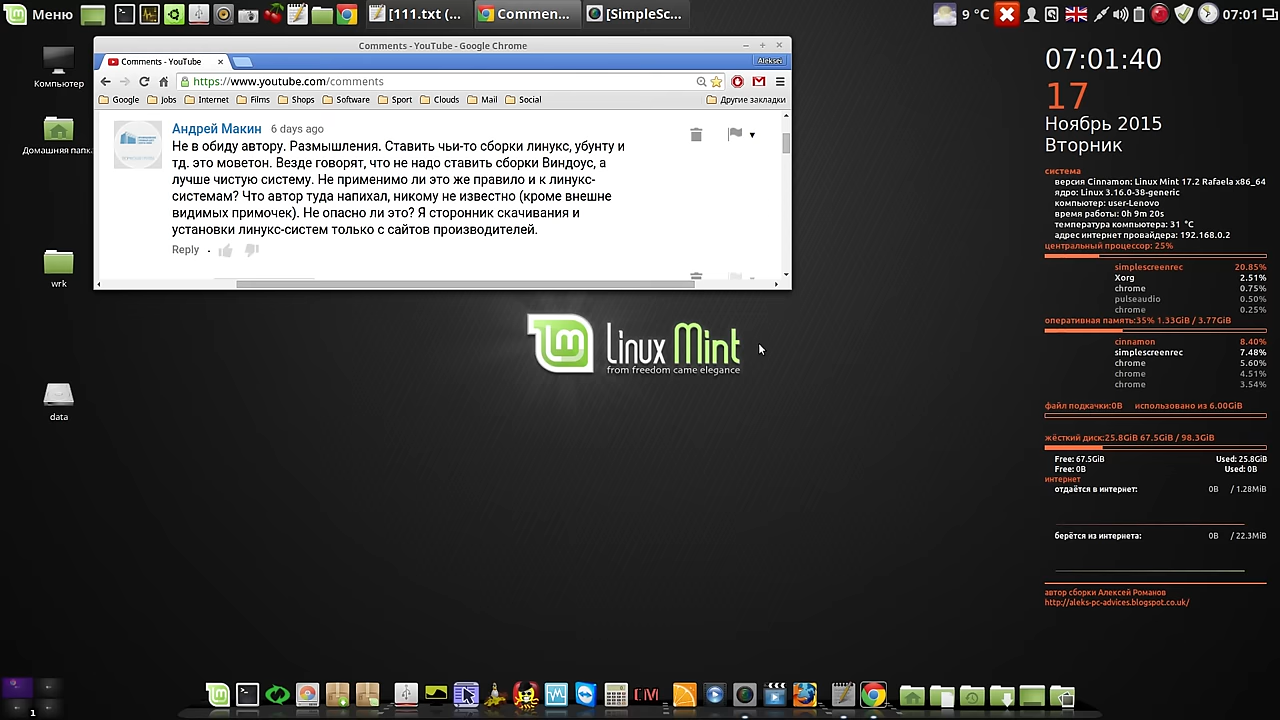 Меню
[111.txt (...
Commen...
[SimpleSc...
9 °C
07:01
Компьютер
Домашняя папк.
wrk
data
Comments - YouTube - Google Chrome
Comments - YouTube
Aleksei
https://www.youtube.com/comments
Google
Jobs
Internet
Films
Shops
Software
Sport
Clouds
Mail
Social
Другие закладки
Андрей Макин 6 days ago
Не в обиду автору. Размышления. Ставить чьи-то сборки линукс, убунту и
тд. это моветон. Везде говорят, что не надо ставить сборки Виндоус, а
лучше чистую систему. Не применимо ли это же правило и к линукс-
системам? Что автор туда напихал, никому не известно (кроме внешне
видимых примочек). Не опасно ли это? Я сторонник скачивания и
установки линукс-систем только с сайтов производителей.
Reply
Linux Mint
from freedom came elegance
07:01:40
17
Ноябрь 2015
Вторник
система
версия Cinnamon: Linux Mint 17.2 Rafaela x86_64
ядро: Linux 3.16.0-38-generic
компьютер: user-Lenovo
время работы: 0h 9m 20s
температура компьютера: 31 °C
адрес интернет провайдера: 192.168.0.2
центральный процессор: 25%
simplescreenrec 20.85%
Xorg 2.51%
chrome 0.75%
pulseaudio 0.50%
chrome 0.25%
оперативная память:35% 1.33GiB / 3.77GiB
cinnamon 8.40%
simplescreenrec 7.48%
chrome 5.60%
chrome 4.51%
chrome 3.54%
файл подкачки:0B использовано из 6.00GiB
жёсткий диск:25.8GiB 67.5GiB / 98.3GiB
Free: 67.5GiB Used: 25.8GiB
Free: 0B Used: 0B
интернет
отдаётся в интернет: 0B / 1.28MiB
берётся из интернета: 0B / 22.3MiB
автор сборки Алексей Романов
http://aleks-pc-advices.blogspot.co.uk/
1